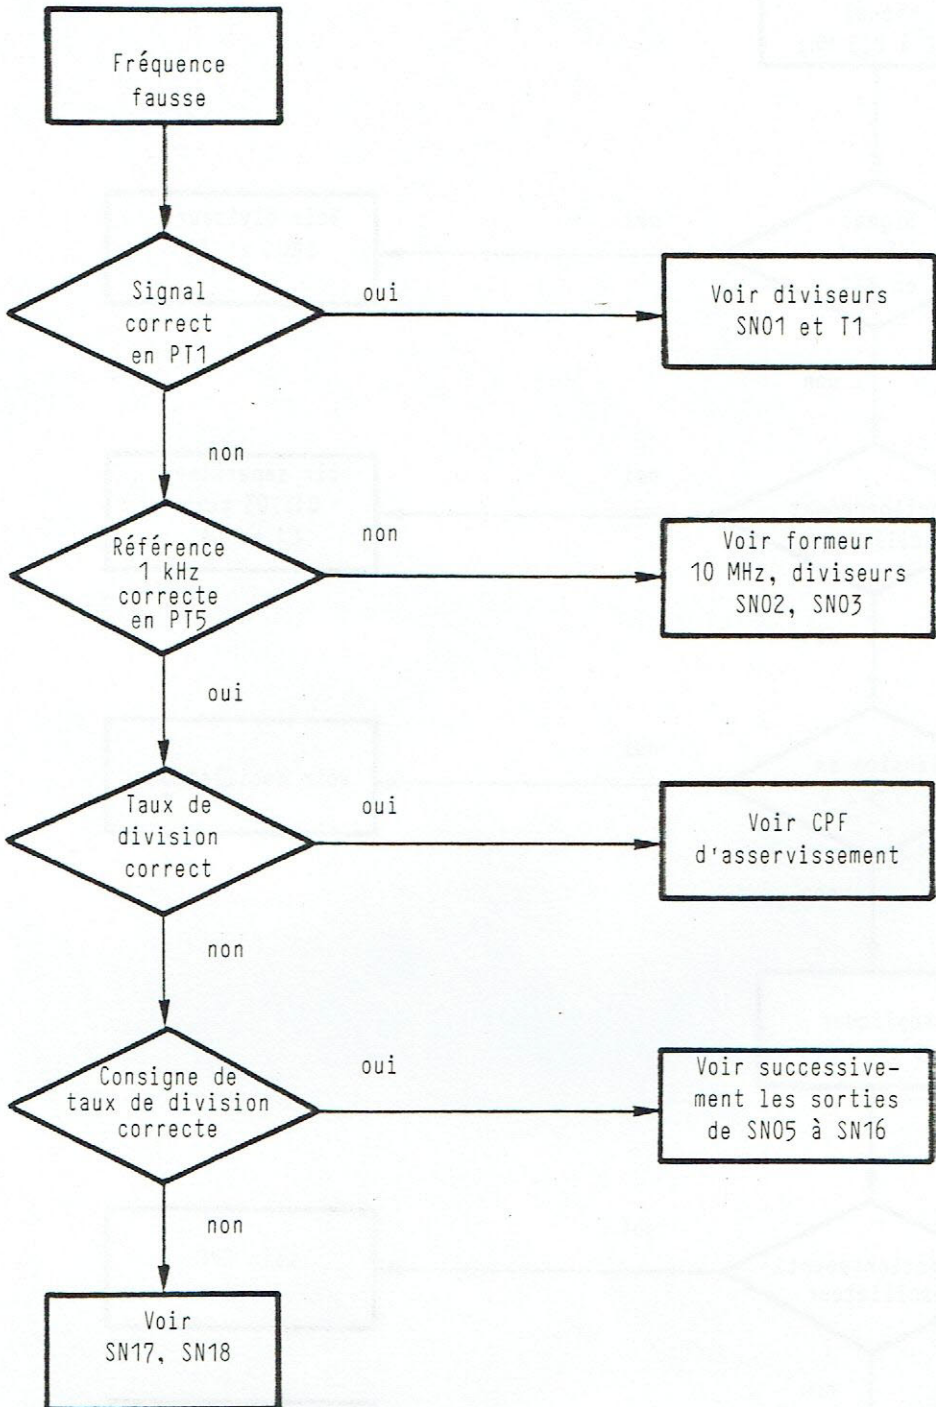 Fréquence
fausse
Signal
correct
en PT1
oui
Voir diviseurs
SN01 et T1
non
Référence
1 kHz
correcte
en PT5
non
Voir formeur
10 MHz, diviseurs
SN02, SN03
oui
Taux de
division
correct
oui
Voir CPF
d'asservissement
non
Consigne de
taux de division
correcte
oui
Voir successive-
ment les sorties
de SN05 à SN16
non
Voir
SN17, SN18